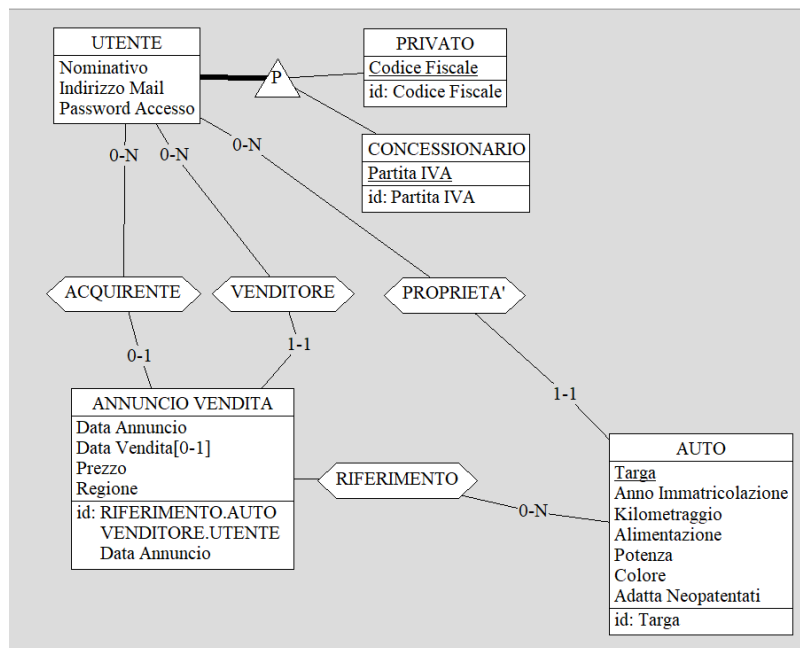 UTENTE
Nominativo
Indirizzo Mail
Password Accesso
P
PRIVATO
Codice Fiscale
id: Codice Fiscale
CONCESSIONARIO
Partita IVA
id: Partita IVA
0-N
0-N
0-N
ACQUIRENTE
VENDITORE
PROPRIETA'
0-1
1-1
1-1
ANNUNCIO VENDITA
Data Annuncio
Data Vendita[0-1]
Prezzo
Regione
id: RIFERIMENTO.AUTO
VENDITORE.UTENTE
Data Annuncio
RIFERIMENTO
0-N
AUTO
Targa
Anno Immatricolazione
Kilometraggio
Alimentazione
Potenza
Colore
Adatta Neopatentati
id: Targa